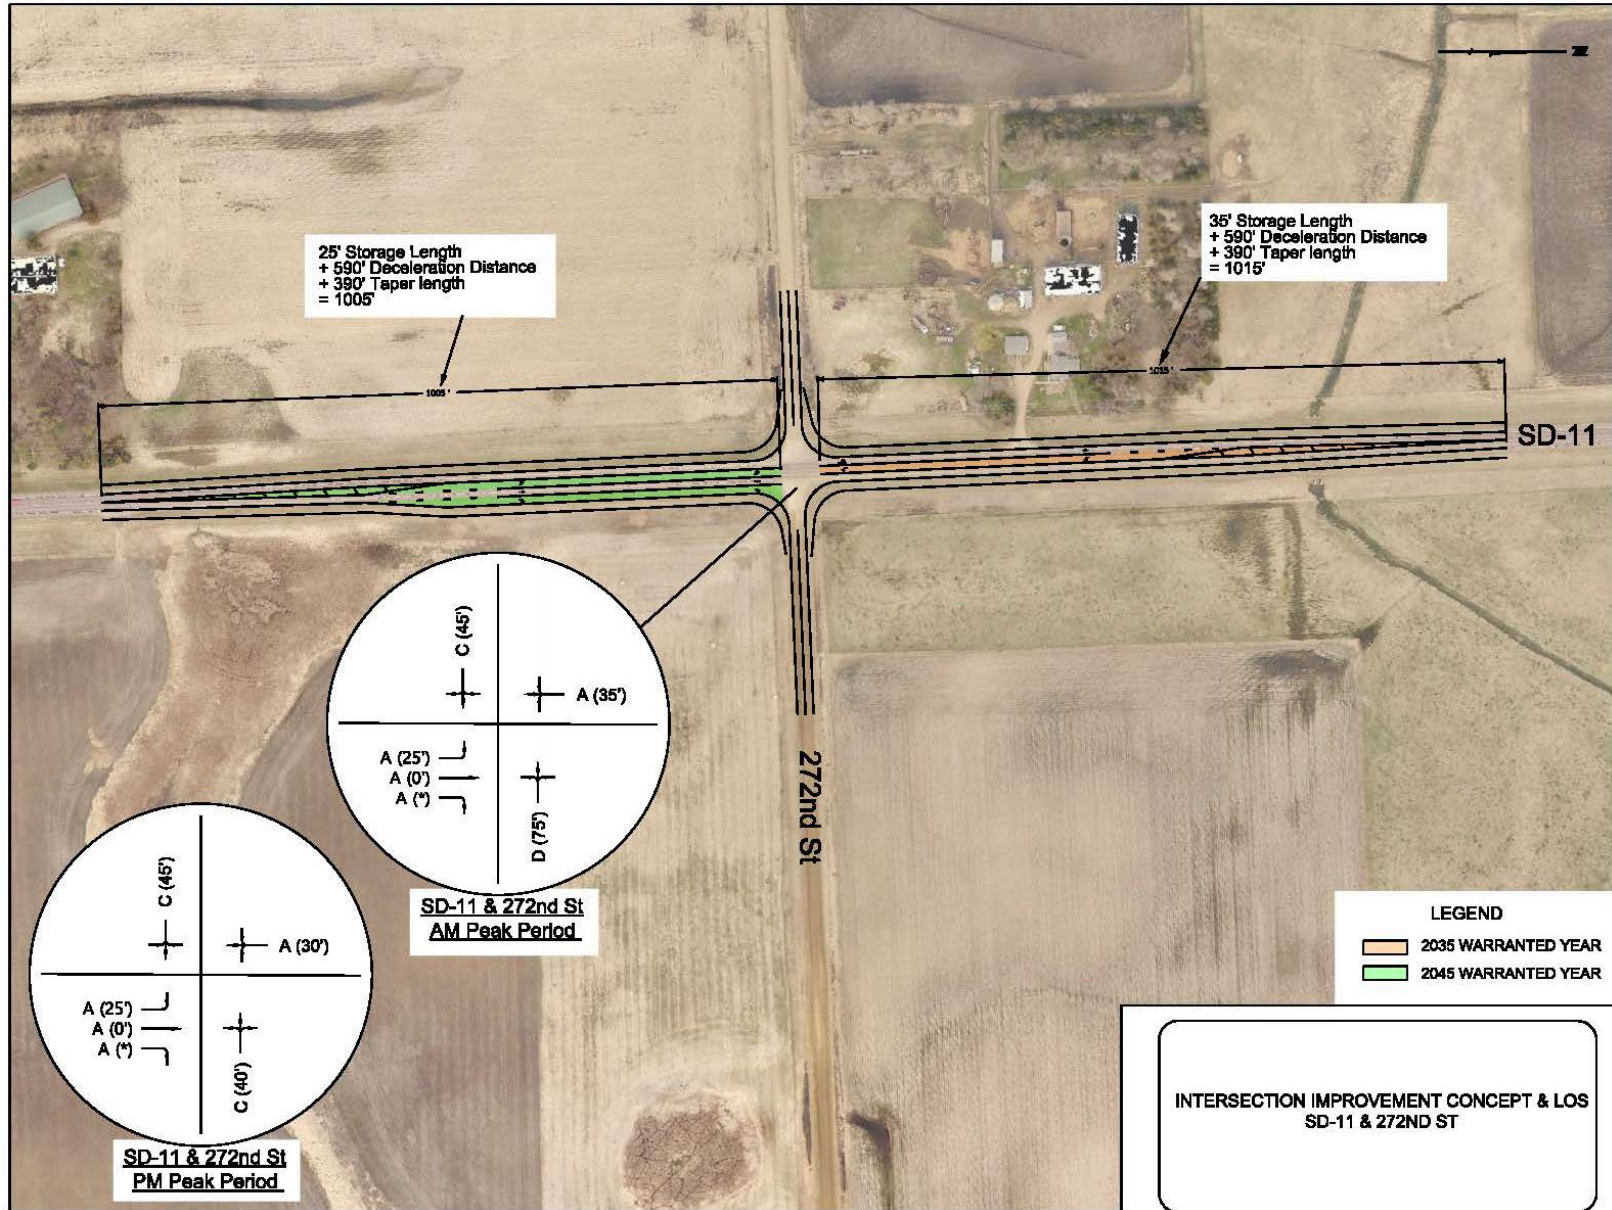 25' Storage Length
+ 590' Deceleration Distance
+ 390' Taper length
= 1005'
35' Storage Length
+ 590' Deceleration Distance
+ 390' Taper length
= 1015'
1005'
1015'
SD-11
272nd St
C (45')
A (35')
A (25')
A (0')
A (*)
D (75')
SD-11 & 272nd St
AM Peak Period
C (45')
A (30')
A (25')
A (0')
A (*)
C (40')
SD-11 & 272nd St
PM Peak Period
LEGEND
2035 WARRANTED YEAR
2045 WARRANTED YEAR
INTERSECTION IMPROVEMENT CONCEPT & LOS
SD-11 & 272ND ST